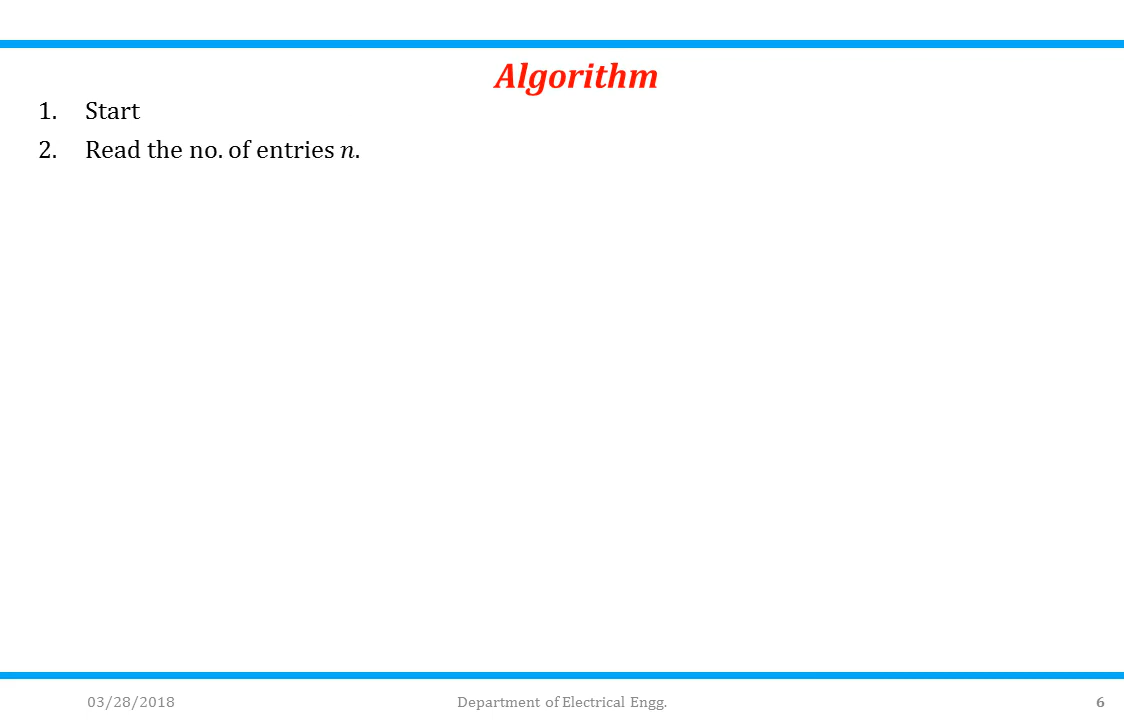 Algorithm
1. Start
2. Read the no. of entries n.
03/28/2018 Department of Electrical Engg. 6